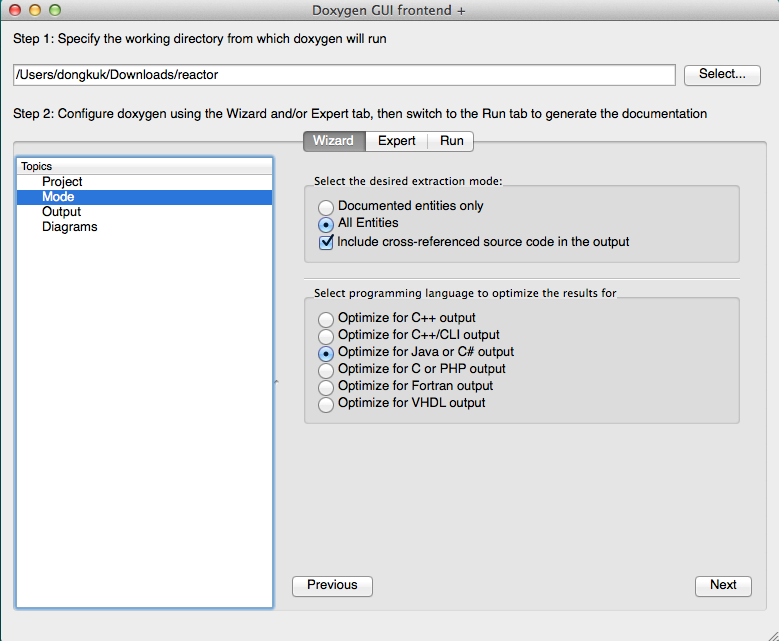 Doxygen GUI frontend +
Step 1: Specify the working directory from which doxygen will run
/Users/dongkuk/Downloads/reactor
Select...
Step 2: Configure doxygen using the Wizard and/or Expert tab, then switch to the Run tab to generate the documentation
Wizard Expert Run
Topics
Project
Mode
Output
Diagrams
Select the desired extraction mode:
Documented entities only
All Entities
Include cross-referenced source code in the output
Select programming language to optimize the results for
Optimize for C++ output
Optimize for C++/CLI output
Optimize for Java or C# output
Optimize for C or PHP output
Optimize for Fortran output
Optimize for VHDL output
Previous
Next